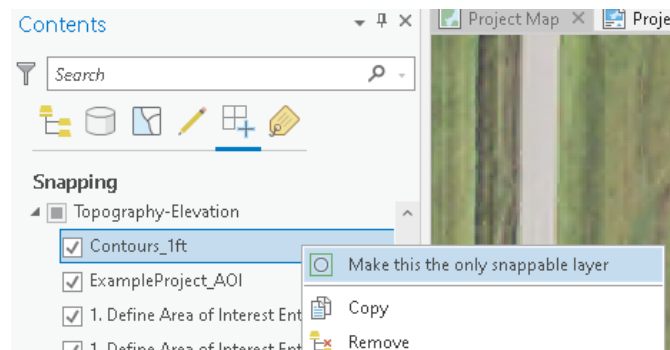 Contents
Project Map
Proje
Search
Snapping
Topography-Elevation
Contours_1ft
Make this the only snappable layer
ExampleProject_AOI
Copy
1. Define Area of Interest Ent
Remove
1. Define Area of Interest Ent